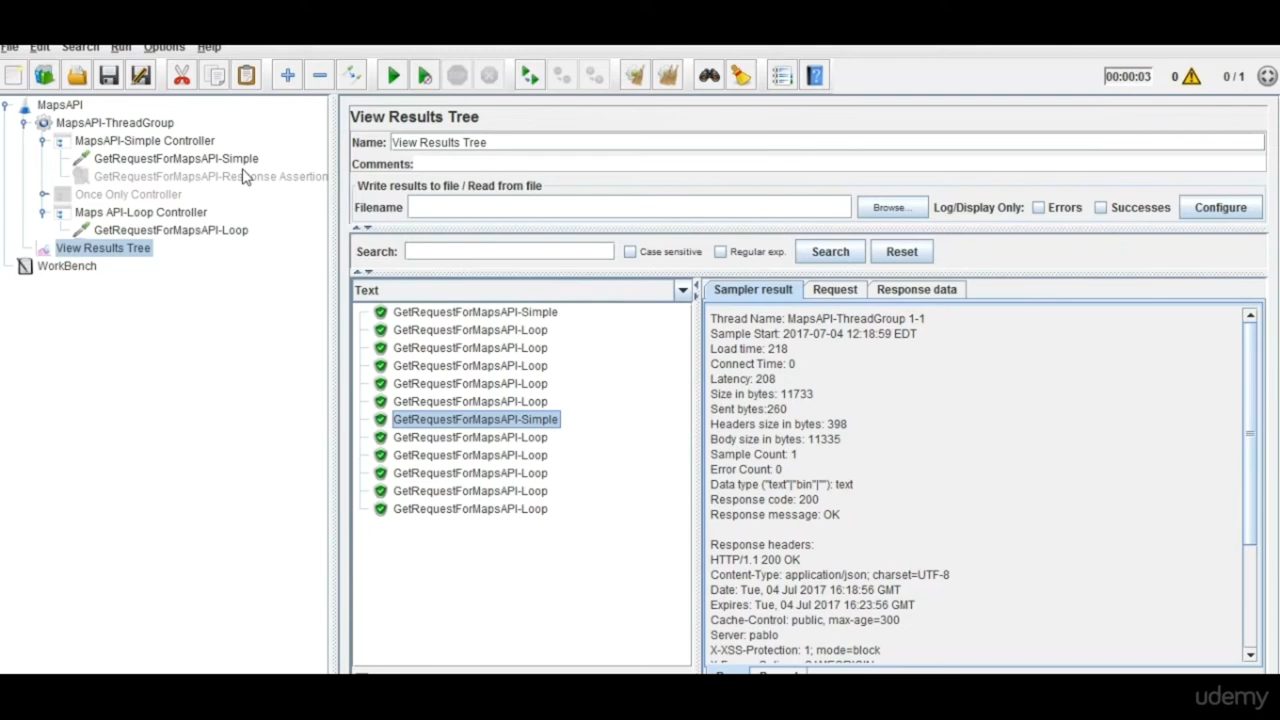 File Edit Search Run Options Help
00:00:03 0 0 / 1
MapsAPI
MapsAPI-ThreadGroup
MapsAPI-Simple Controller
GetRequestForMapsAPI-Simple
GetRequestForMapsAPI-Response Assertion
Once Only Controller
Maps API-Loop Controller
GetRequestForMapsAPI-Loop
View Results Tree
WorkBench
View Results Tree
Name: View Results Tree
Comments:
Write results to file / Read from file
Filename Browse... Log/Display Only: Errors Successes Configure
Search: Case sensitive Regular exp. Search Reset
Text
GetRequestForMapsAPI-Simple
GetRequestForMapsAPI-Loop
GetRequestForMapsAPI-Loop
GetRequestForMapsAPI-Loop
GetRequestForMapsAPI-Loop
GetRequestForMapsAPI-Loop
GetRequestForMapsAPI-Simple
GetRequestForMapsAPI-Loop
GetRequestForMapsAPI-Loop
GetRequestForMapsAPI-Loop
GetRequestForMapsAPI-Loop
GetRequestForMapsAPI-Loop
Sampler result Request Response data
Thread Name: MapsAPI-ThreadGroup 1-1
Sample Start: 2017-07-04 12:18:59 EDT
Load time: 218
Connect Time: 0
Latency: 208
Size in bytes: 11733
Sent bytes:260
Headers size in bytes: 398
Body size in bytes: 11335
Sample Count: 1
Error Count: 0
Data type ("text"|"bin"|""): text
Response code: 200
Response message: OK
Response headers:
HTTP/1.1 200 OK
Content-Type: application/json; charset=UTF-8
Date: Tue, 04 Jul 2017 16:18:56 GMT
Expires: Tue, 04 Jul 2017 16:23:56 GMT
Cache-Control: public, max-age=300
Server: pablo
X-XSS-Protection: 1; mode=block
udemy